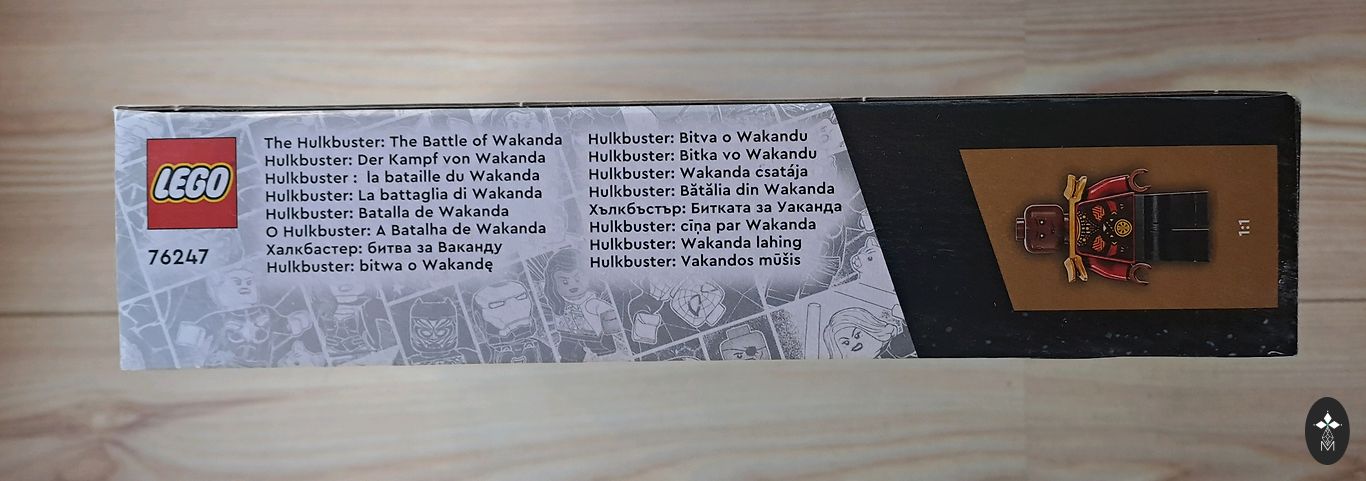 LEGO
76247
The Hulkbuster: The Battle of Wakanda
Hulkbuster: Der Kampf von Wakanda
Hulkbuster : la bataille du Wakanda
Hulkbuster: La battaglia di Wakanda
Hulkbuster: Batalla de Wakanda
O Hulkbuster: A Batalha de Wakanda
Халкбастер: битва за Ваканду
Hulkbuster: bitwa o Wakandę
Hulkbuster: Bitva o Wakandu
Hulkbuster: Bitka vo Wakandu
Hulkbuster: Wakanda csatája
Hulkbuster: Bătălia din Wakanda
Хълкбъстър: Битката за Уаканда
Hulkbuster: cīņa par Wakanda
Hulkbuster: Wakanda lahing
Hulkbuster: Vakandos mūšis
1:1
M